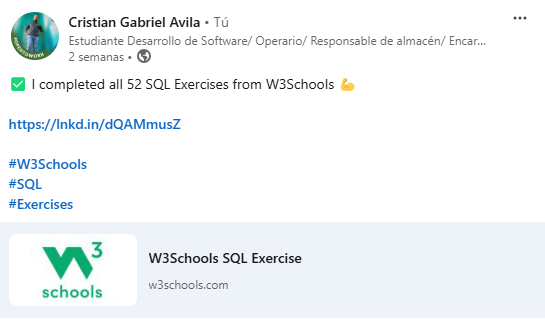 Cristian Gabriel Avila • Tú
Estudiante Desarrollo de Software/ Operario/ Responsable de almacén/ Encar...
2 semanas •
✅ I completed all 52 SQL Exercises from W3Schools 💪
https://lnkd.in/dQAMmusZ
#W3Schools
#SQL
#Exercises
W3Schools SQL Exercise
w3schools.com
W3
schools